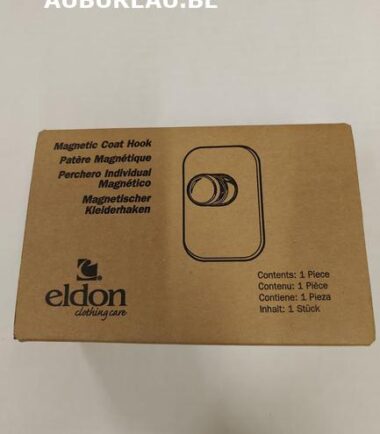 AUBUREAU.BE
Magnetic Coat Hook
Patère Magnétique
Perchero Individual
Magnético
Magnetischer
Kleiderhaken
Contents: 1 Piece
Contenu: 1 Pièce
Contiene: 1 Pieza
Inhalt: 1 Stück
eldon
clothing care